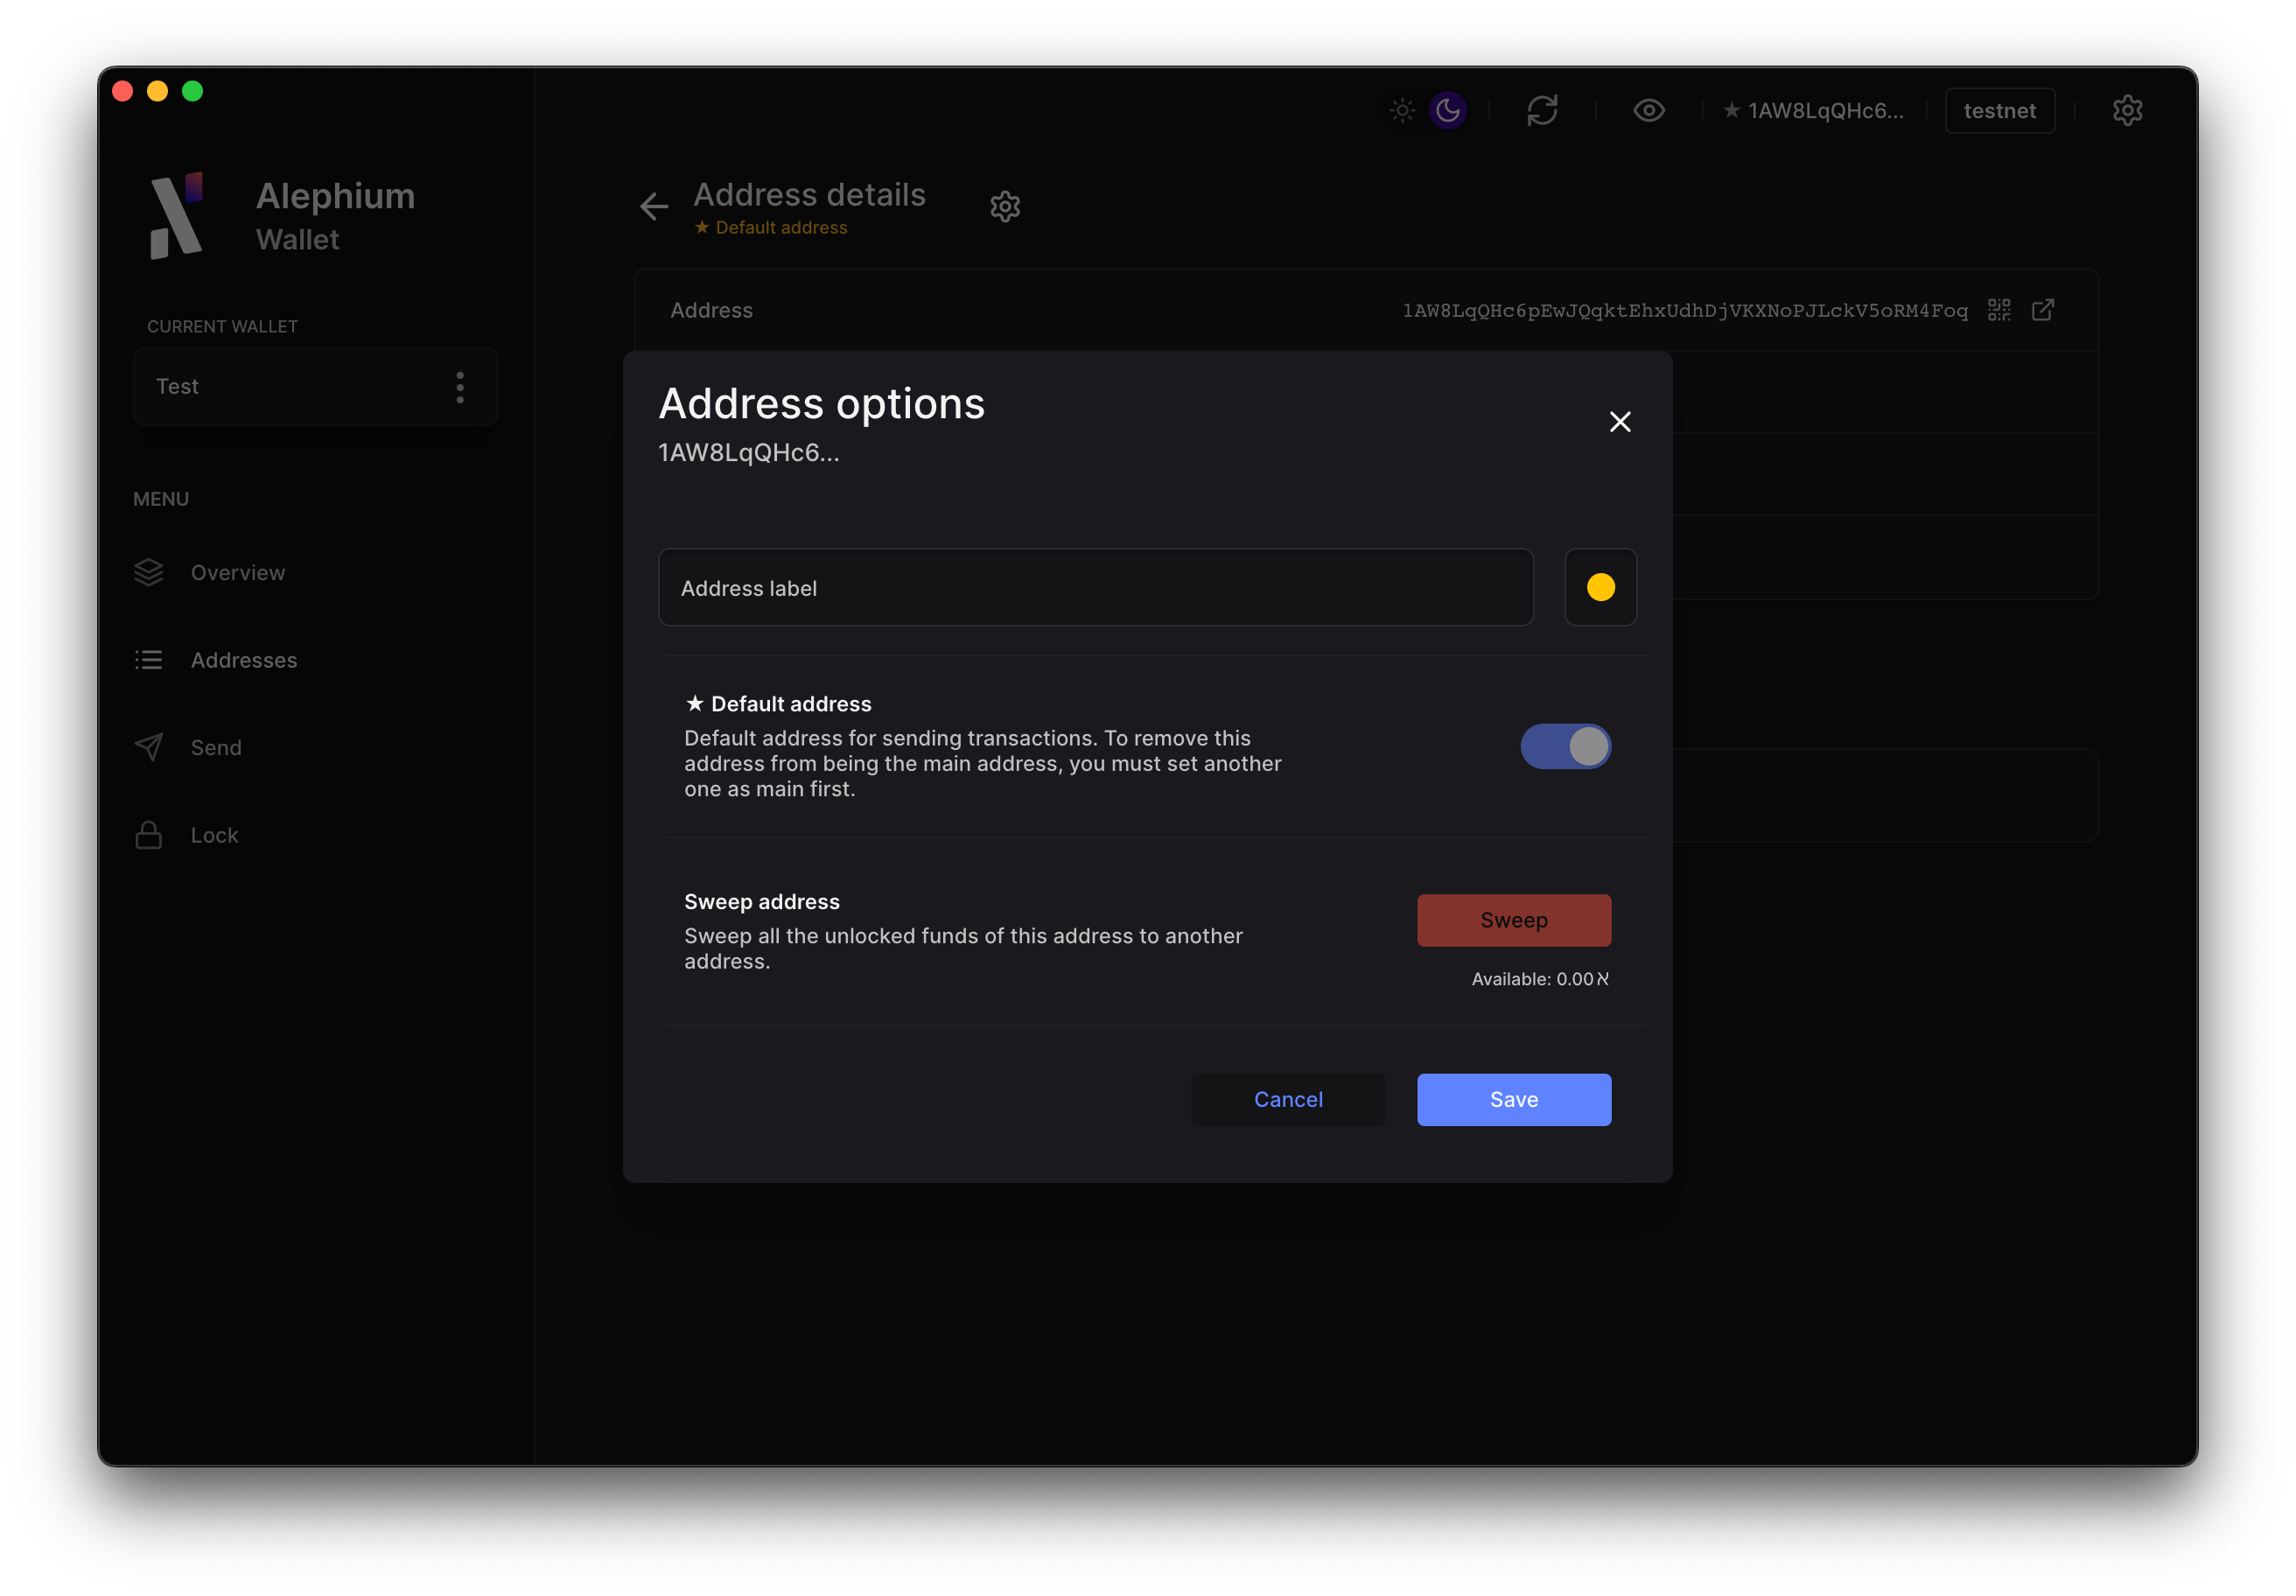 ★ 1AW8LqQHc6...
testnet
Alephium
Wallet
CURRENT WALLET
Test
MENU
Overview
Addresses
Send
Lock
Address details
★ Default address
Address
1AW8LqQHc6pEwJQqktEhxUdhDjVKXNoPJLckV5oRM4Foq
Address options
1AW8LqQHc6...
Address label
★ Default address
Default address for sending transactions. To remove this
address from being the main address, you must set another
one as main first.
Sweep address
Sweep all the unlocked funds of this address to another
address.
Sweep
Available: 0.00 ℵ
Cancel
Save